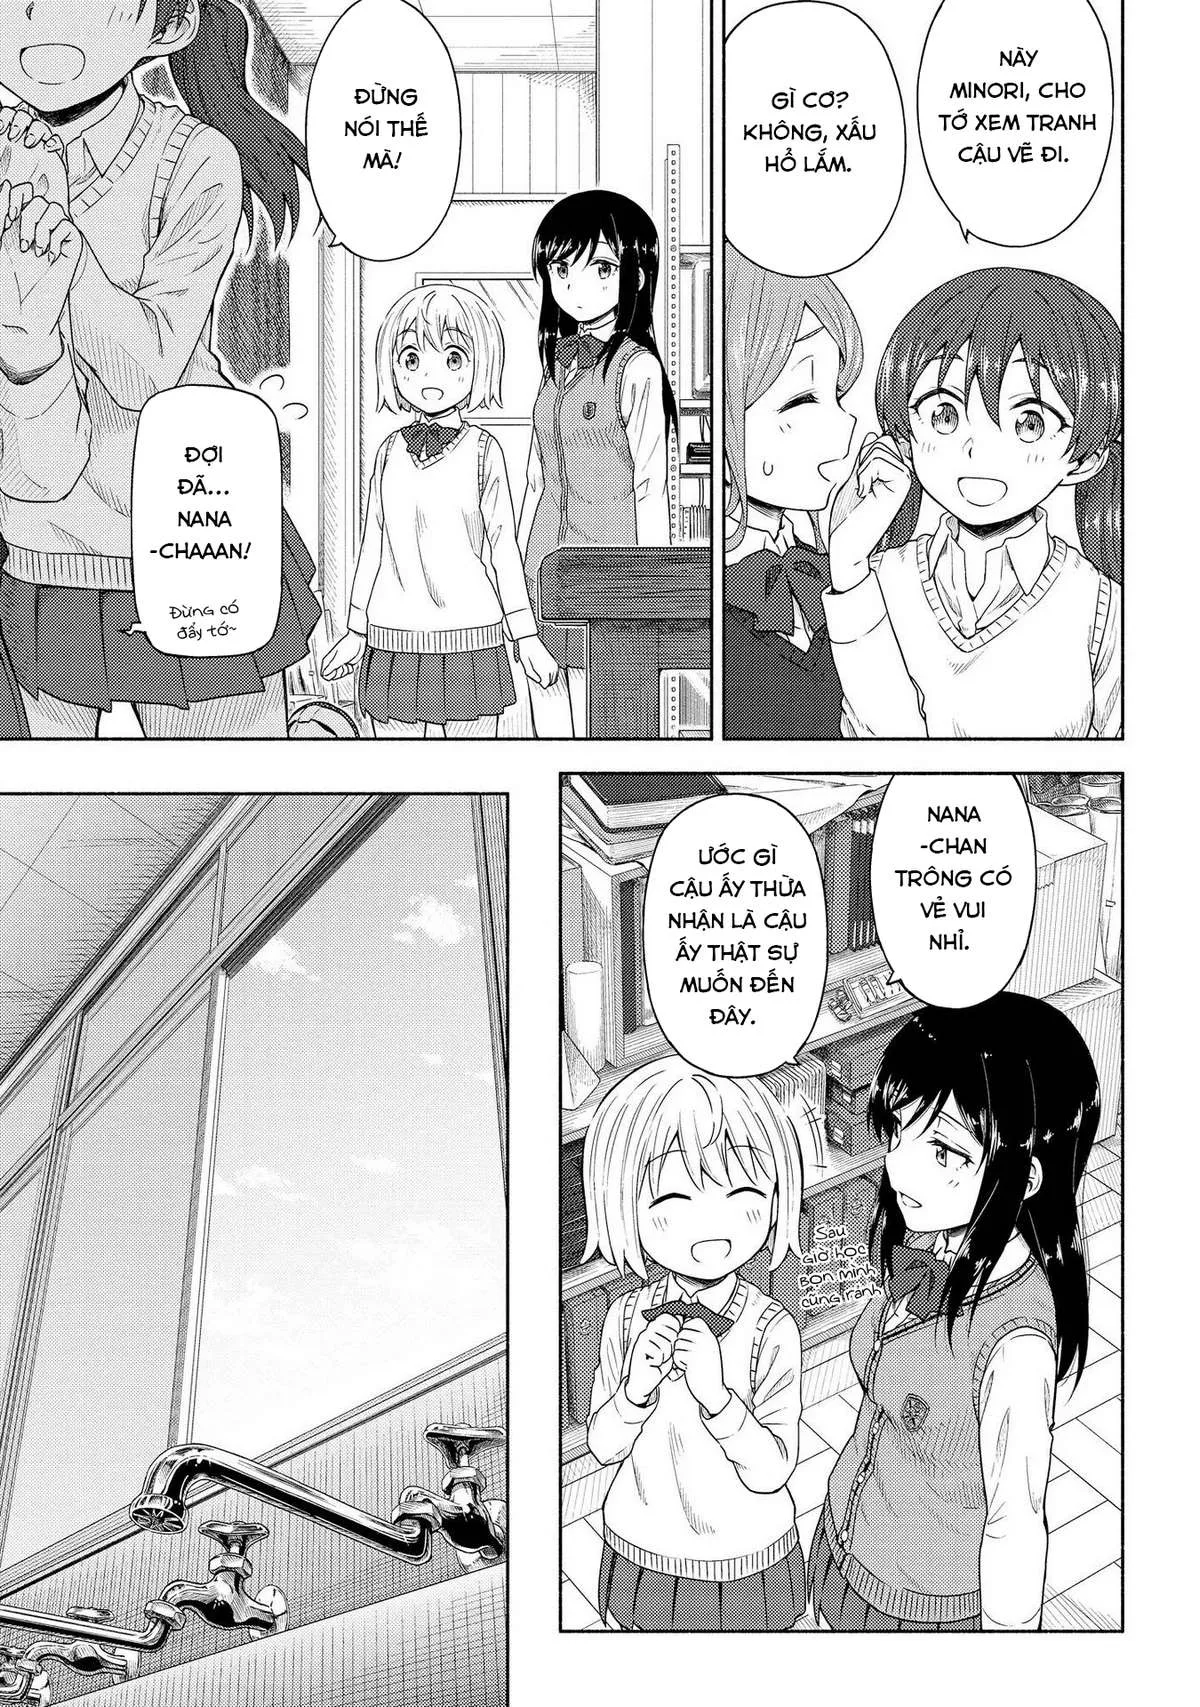 NÀY
MINORI, CHO
TỚ XEM TRANH
CẬU VẼ ĐI.
GÌ CƠ?
KHÔNG, XẤU
HỔ LẮM.
ĐỪNG
NÓI THẾ
MÀ!
ĐỢI
ĐÃ...
NANA
-CHAAAN!
Đừng có
đẩy tớ~
NANA
-CHAN
TRÔNG CÓ
VẺ VUI
NHỈ.
ƯỚC GÌ
CẬU ẤY THỪA
NHẬN LÀ CẬU
ẤY THẬT SỰ
MUỐN ĐẾN
ĐÂY.
Sau
giờ học
bọn mình
cũng rảnh